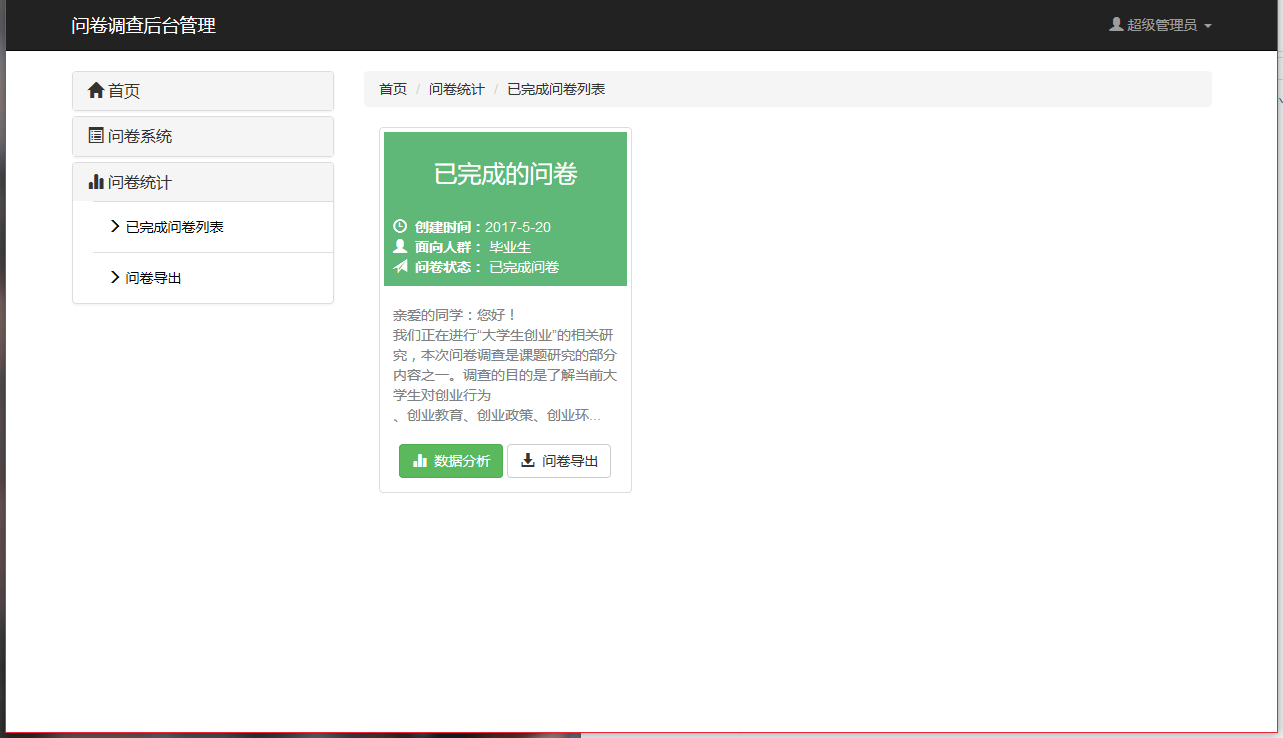 问卷调查后台管理
超级管理员
首页
问卷系统
问卷统计
已完成问卷列表
问卷导出
首页 / 问卷统计 / 已完成问卷列表
已完成的问卷
创建时间：2017-5-20
面向人群： 毕业生
问卷状态： 已完成问卷
亲爱的同学：您好！
我们正在进行“大学生创业”的相关研
究，本次问卷调查是课题研究的部分
内容之一。调查的目的是了解当前大
学生对创业行为
、创业教育、创业政策、创业环...
数据分析
问卷导出